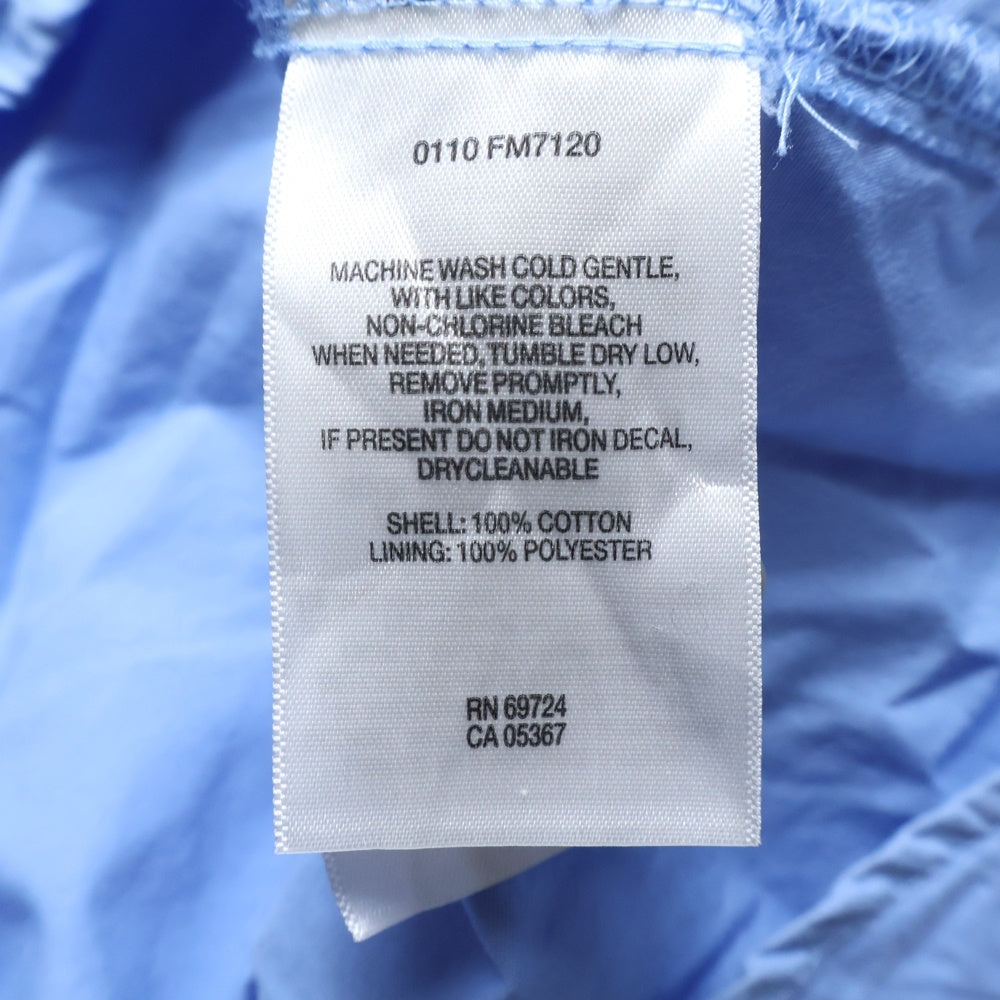 0110 FM7120
MACHINE WASH COLD GENTLE,
WITH LIKE COLORS,
NON-CHLORINE BLEACH
WHEN NEEDED, TUMBLE DRY LOW,
REMOVE PROMPTLY,
IRON MEDIUM,
IF PRESENT DO NOT IRON DECAL,
DRYCLEANABLE
SHELL: 100% COTTON
LINING: 100% POLYESTER
RN 69724
CA 05367